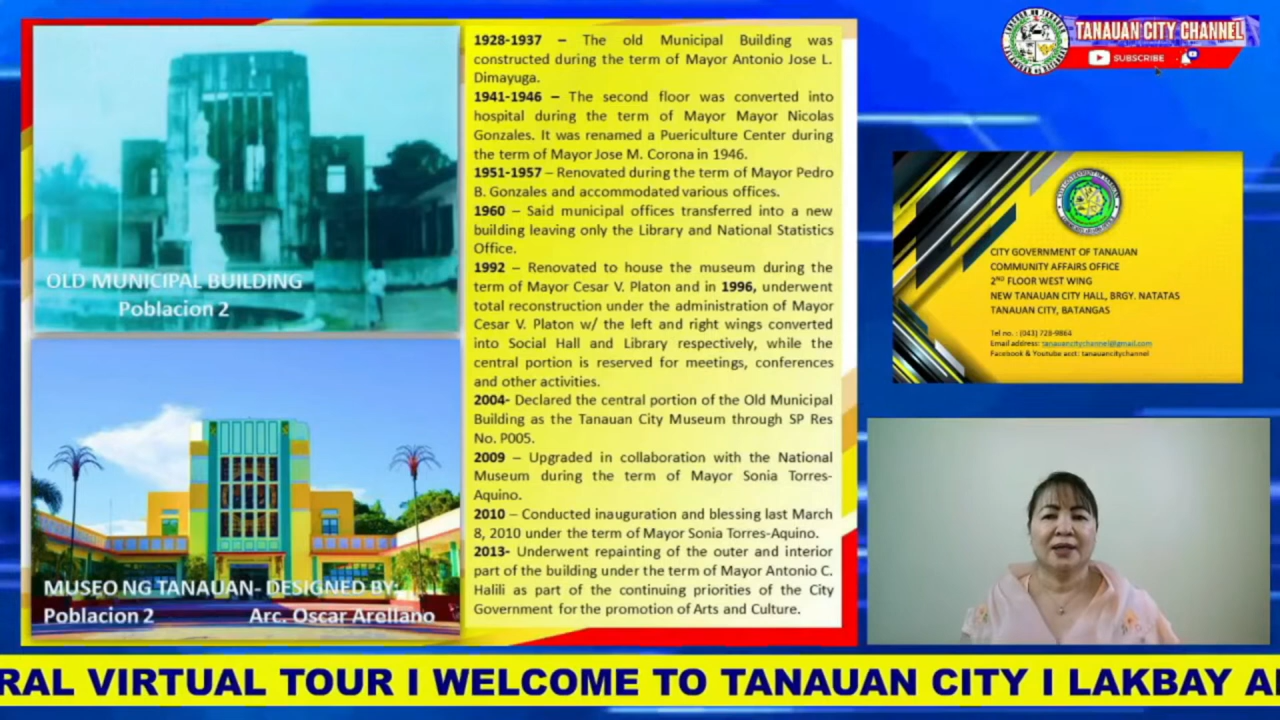 TANAUAN CITY CHANNEL
SUBSCRIBE
OLD MUNICIPAL BUILDING
Poblacion 2
MUSEO NG TANAUAN- DESIGNED BY:
Poblacion 2 Arc. Oscar Arellano
1928-1937 – The old Municipal Building was
constructed during the term of Mayor Antonio Jose L.
Dimayuga.
1941-1946 – The second floor was converted into
hospital during the term of Mayor Mayor Nicolas
Gonzales. It was renamed a Puericulture Center during
the term of Mayor Jose M. Corona in 1946.
1951-1957 – Renovated during the term of Mayor Pedro
B. Gonzales and accommodated various offices.
1960 – Said municipal offices transferred into a new
building leaving only the Library and National Statistics
Office.
1992 – Renovated to house the museum during the
term of Mayor Cesar V. Platon and in 1996, underwent
total reconstruction under the administration of Mayor
Cesar V. Platon w/ the left and right wings converted
into Social Hall and Library respectively, while the
central portion is reserved for meetings, conferences
and other activities.
2004- Declared the central portion of the Old Municipal
Building as the Tanauan City Museum through SP Res
No. P005.
2009 – Upgraded in collaboration with the National
Museum during the term of Mayor Sonia Torres-
Aquino.
2010 – Conducted inauguration and blessing last March
8, 2010 under the term of Mayor Sonia Torres-Aquino.
2013- Underwent repainting of the outer and interior
part of the building under the term of Mayor Antonio C.
Halili as part of the continuing priorities of the City
Government for the promotion of Arts and Culture.
CITY GOVERNMENT OF TANAUAN
COMMUNITY AFFAIRS OFFICE
2ND FLOOR WEST WING
NEW TANAUAN CITY HALL, BRGY. NATATAS
TANAUAN CITY, BATANGAS
Tel no. : (043) 728-9864
Email address: tanauancitychannel@gmail.com
Facebook & Youtube acct: tanauancitychannel
RAL VIRTUAL TOUR I WELCOME TO TANAUAN CITY I LAKBAY A